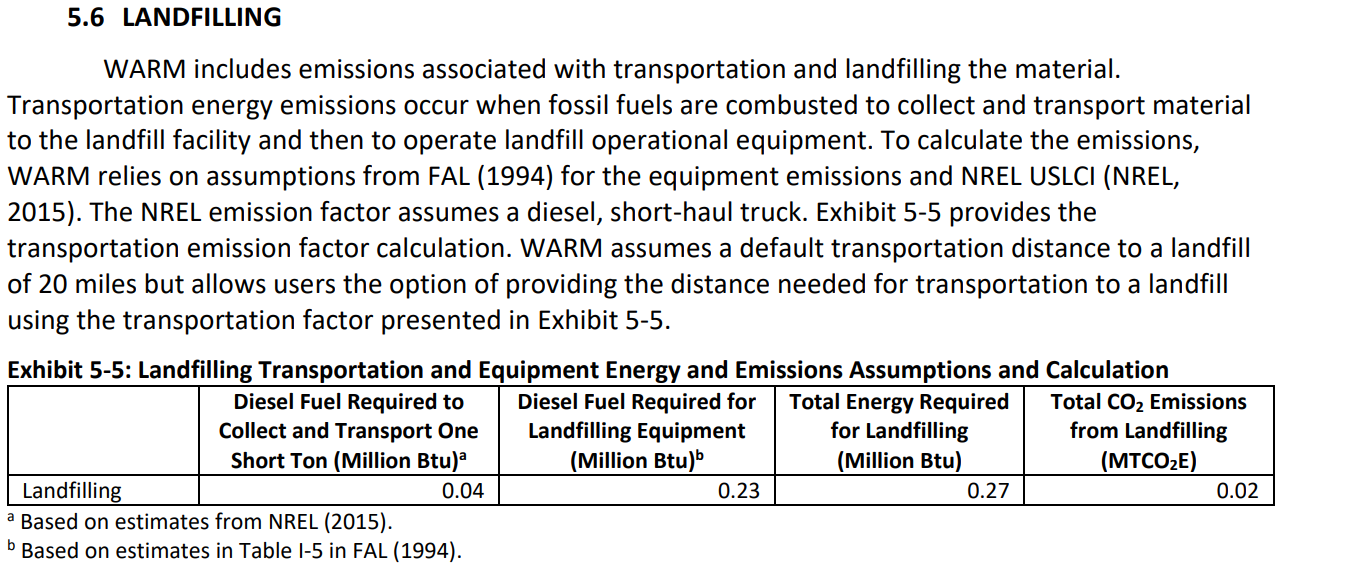 5.6 LANDFILLING
WARM includes emissions associated with transportation and landfilling the material.
Transportation energy emissions occur when fossil fuels are combusted to collect and transport material
to the landfill facility and then to operate landfill operational equipment. To calculate the emissions,
WARM relies on assumptions from FAL (1994) for the equipment emissions and NREL USLCI (NREL,
2015). The NREL emission factor assumes a diesel, short-haul truck. Exhibit 5-5 provides the
transportation emission factor calculation. WARM assumes a default transportation distance to a landfill
of 20 miles but allows users the option of providing the distance needed for transportation to a landfill
using the transportation factor presented in Exhibit 5-5.
Exhibit 5-5: Landfilling Transportation and Equipment Energy and Emissions Assumptions and Calculation
Diesel Fuel Required to Diesel Fuel Required for Total Energy Required Total CO₂ Emissions
Collect and Transport One Landfilling Equipment for Landfilling from Landfilling
Short Ton (Million Btu)ᵃ (Million Btu)ᵇ (Million Btu) (MTCO₂E)
Landfilling 0.04 0.23 0.27 0.02
ᵃ Based on estimates from NREL (2015).
ᵇ Based on estimates in Table I-5 in FAL (1994).